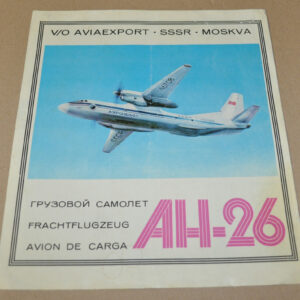 V/O AVIAEXPORT · SSSR · MOSKVA
ГРУЗОВОЙ САМОЛЕТ
FRACHTFLUGZEUG
AVION DE CARGA
АН-26